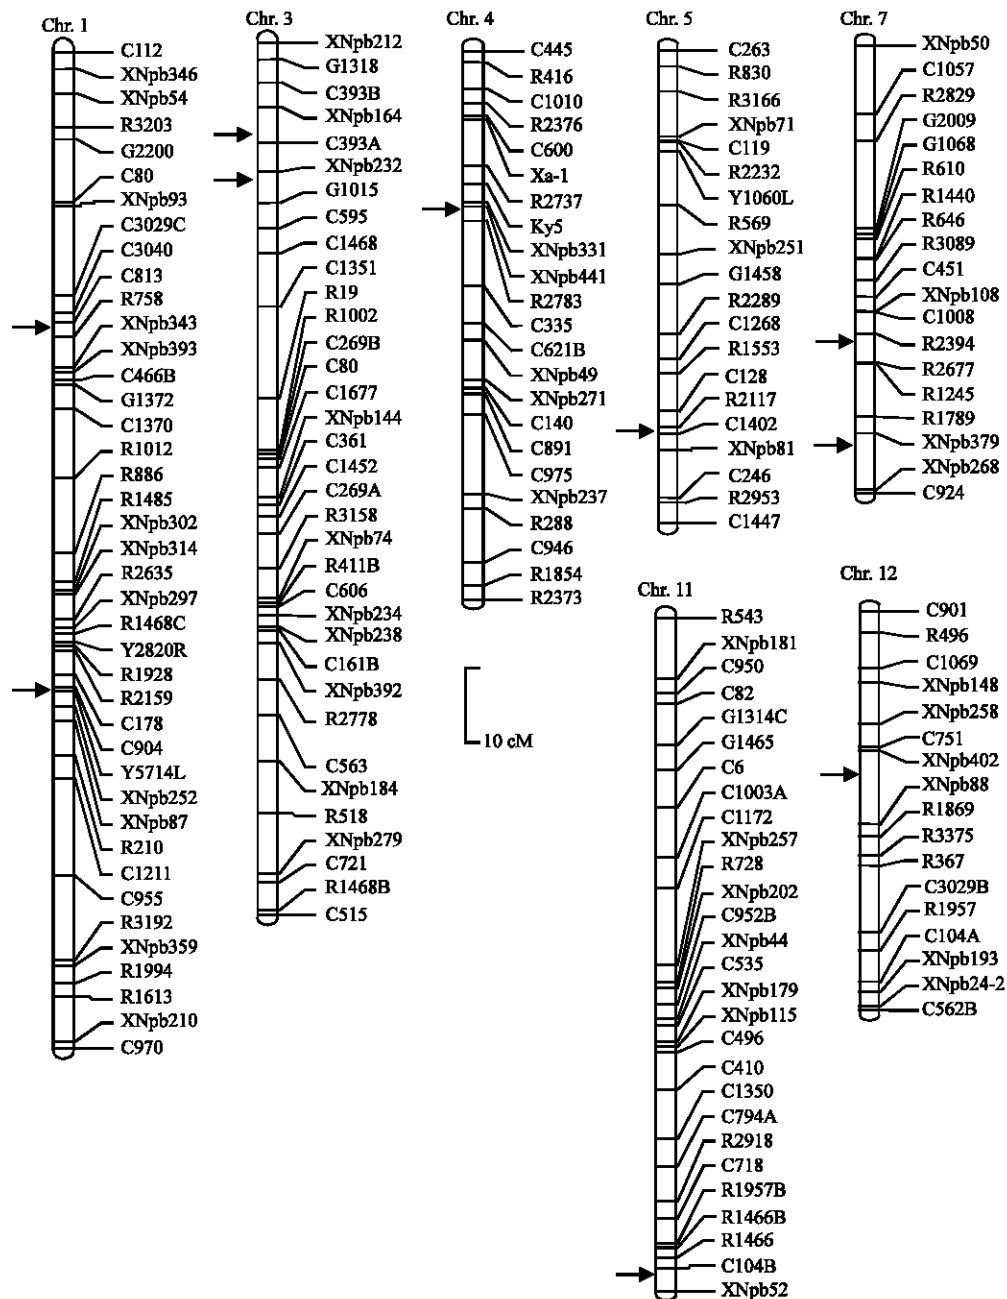 Chr. 1
C112
XNpb346
XNpb54
R3203
G2200
C80
XNpb93
C3029C
C3040
C813
R758
XNpb343
XNpb393
C466B
G1372
C1370
R1012
R886
R1485
XNpb302
XNpb314
R2635
XNpb297
R1468C
Y2820R
R1928
R2159
C178
C904
Y5714L
XNpb252
XNpb87
R210
C1211
C955
R3192
XNpb359
R1994
R1613
XNpb210
C970
Chr. 3
XNpb212
G1318
C393B
XNpb164
C393A
XNpb232
G1015
C595
C1468
C1351
R19
R1002
C269B
C80
C1677
XNpb144
C361
C1452
C269A
R3158
XNpb74
R411B
C606
XNpb234
XNpb238
C161B
XNpb392
R2778
C563
XNpb184
R518
XNpb279
C721
R1468B
C515
Chr. 4
C445
R416
C1010
R2376
C600
Xa-1
R2737
Ky5
XNpb331
XNpb441
R2783
C335
C621B
XNpb49
XNpb271
C140
C891
C975
XNpb237
R288
C946
R1854
R2373
10 cM
Chr. 5
C263
R830
R3166
XNpb71
C119
R2232
Y1060L
R569
XNpb251
G1458
R2289
C1268
R1553
C128
R2117
C1402
XNpb81
C246
R2953
C1447
Chr. 7
XNpb50
C1057
R2829
G2009
G1068
R610
R1440
R646
R3089
C451
XNpb108
C1008
R2394
R2677
R1245
R1789
XNpb379
XNpb268
C924
Chr. 11
R543
XNpb181
C950
C82
G1314C
G1465
C6
C1003A
C1172
XNpb257
R728
XNpb202
C952B
XNpb44
C535
XNpb179
XNpb115
C496
C410
C1350
C794A
R2918
C718
R1957B
R1466B
R1466
C104B
XNpb52
Chr. 12
C901
R496
C1069
XNpb148
XNpb258
C751
XNpb402
XNpb88
R1869
R3375
R367
C3029B
R1957
C104A
XNpb193
XNpb24-2
C562B